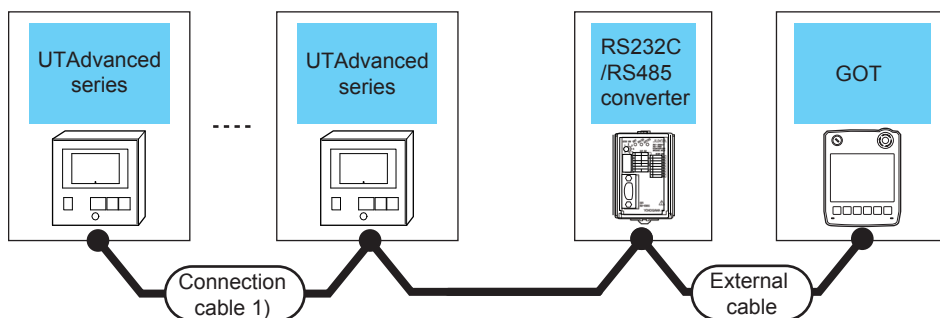 UTAdvanced
series
UTAdvanced
series
RS232C
/RS485
converter
GOT
Connection
cable 1)
External
cable